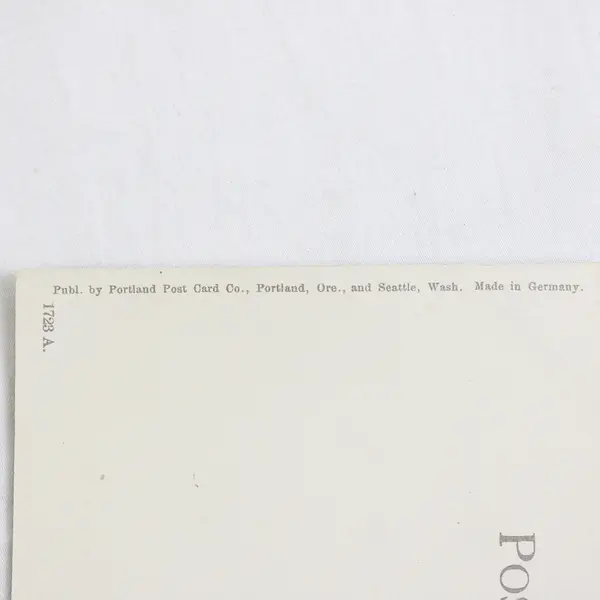 Publ. by Portland Post Card Co., Portland, Ore., and Seattle, Wash. Made in Germany.
1723 A.
POS